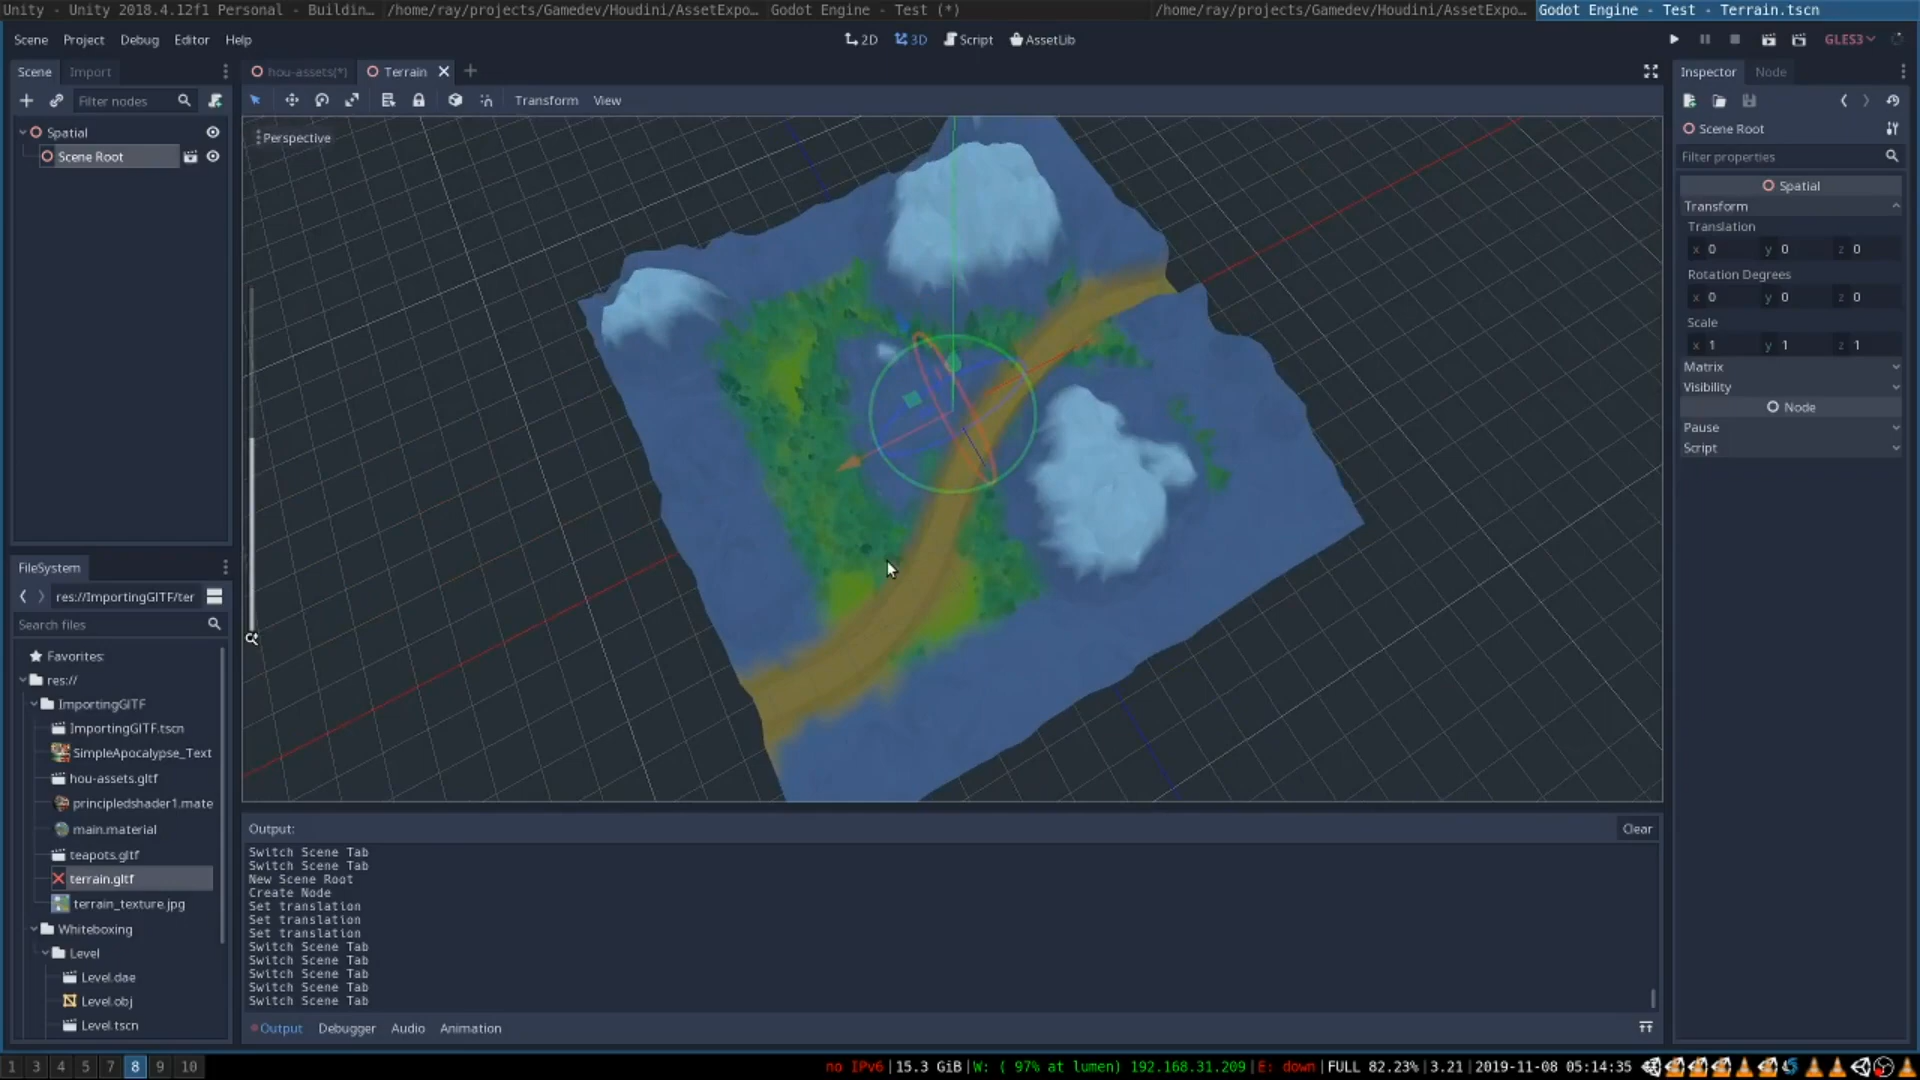 Unity - Unity 2018.4.12f1 Personal - Buildin…
/home/ray/projects/Gamedev/Houdini/AssetExpo…
Godot Engine - Test (*)
/home/ray/projects/Gamedev/Houdini/AssetExpo…
Godot Engine - Test - Terrain.tscn
Scene Project Debug Editor Help
2D 3D Script AssetLib
GLES3
Scene Import
hou-assets(*) Terrain
Inspector Node
Filter nodes
Transform View
Spatial
Scene Root
Perspective
Scene Root
Filter properties
Spatial
Transform
Translation
x 0 y 0 z 0
Rotation Degrees
x 0 y 0 z 0
Scale
x 1 y 1 z 1
Matrix
Visibility
Node
Pause
Script
FileSystem
res://ImportingGlTF/ter
Search files
Favorites:
res://
ImportingGlTF
ImportingGlTF.tscn
SimpleApocalypse_Text
hou-assets.gltf
principledshader1.mate
main.material
teapots.gltf
terrain.gltf
terrain_texture.jpg
Whiteboxing
Level
Level.dae
Level.obj
Level.tscn
Output:
Clear
Switch Scene Tab
Switch Scene Tab
New Scene Root
Create Node
Set translation
Set translation
Set translation
Switch Scene Tab
Switch Scene Tab
Switch Scene Tab
Switch Scene Tab
Switch Scene Tab
Output Debugger Audio Animation
1 3 4 5 7 8 9 10
no IPv6|15.3 GiB|W: ( 97% at lumen) 192.168.31.209|E: down|FULL 82.23%|3.21|2019-11-08 05:14:35